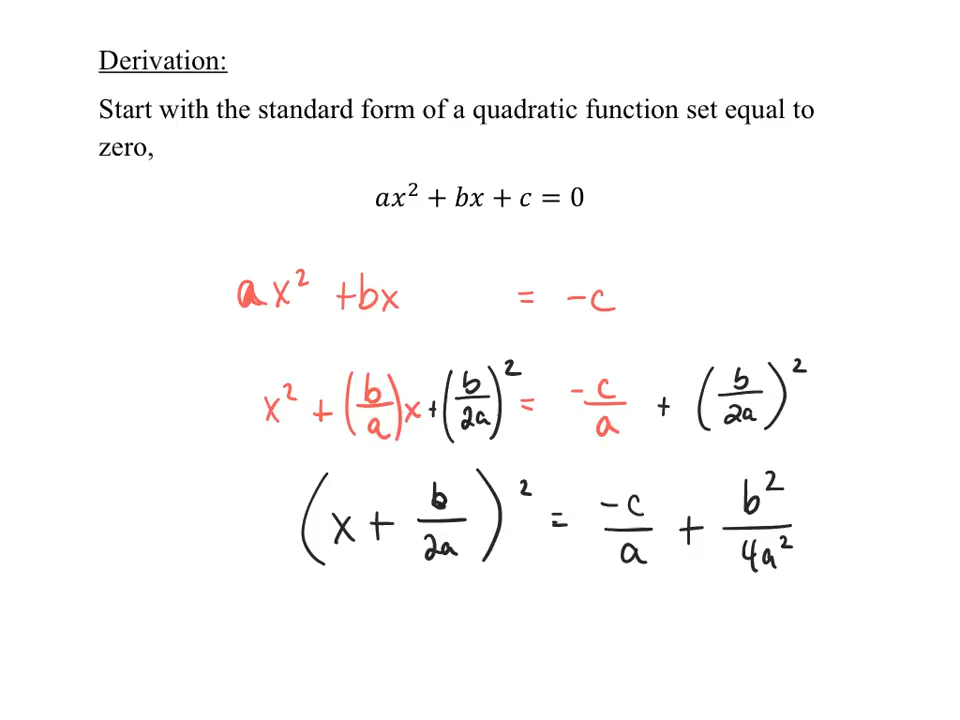 Derivation:
Start with the standard form of a quadratic function set equal to
zero,
𝑎𝑥² + 𝑏𝑥 + 𝑐 = 0
ax² +bx = -c
x² + (b/a)x + (b/2a)² = -c/a + (b/2a)²
(x + b/2a)² = -c/a + b²/4a²